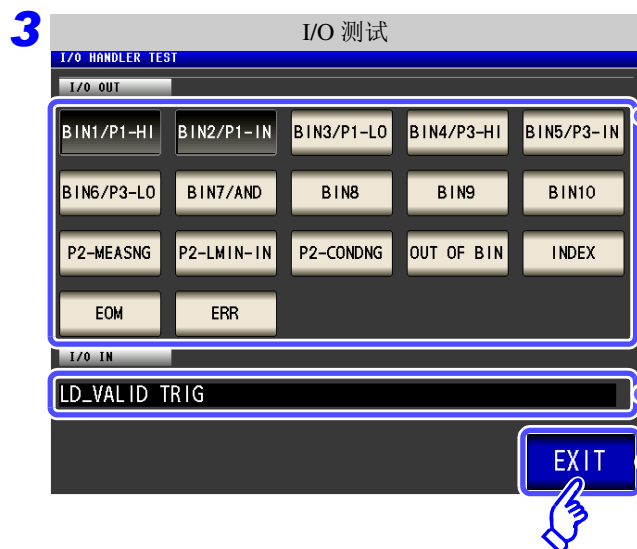 3
I/O 测试
I/O HANDLER TEST
I/O OUT
BIN1/P1-HI BIN2/P1-IN BIN3/P1-LO BIN4/P3-HI BIN5/P3-IN
BIN6/P3-LO BIN7/AND BIN8 BIN9 BIN10
P2-MEASNG P2-LMIN-IN P2-CONDNG OUT OF BIN INDEX
EOM ERR
I/O IN
LD_VALID TRIG
EXIT